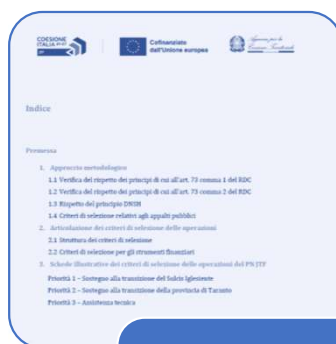 COESIONE
ITALIA 21-27
Cofinanziato
dall'Unione europea
Agenzia per la
Coesione Territoriale
Indice
Premessa
1. Approccio metodologico
1.1 Verifica del rispetto dei principi di cui all'art. 73 comma 1 del RDC
1.2 Verifica del rispetto dei principi di cui all'art. 73 comma 2 del RDC
1.3 Rispetto del principio DNSH
1.4 Criteri di selezione relativi agli appalti pubblici
2. Articolazione dei criteri di selezione delle operazioni
2.1 Struttura dei criteri di selezione
2.2 Criteri di selezione per gli strumenti finanziari
3. Schede illustrative dei criteri di selezione delle operazioni del PN JTF
Priorità 1 – Sostegno alla transizione del Sulcis Iglesiente
Priorità 2 – Sostegno alla transizione della provincia di Taranto
Priorità 3 – Assistenza tecnica